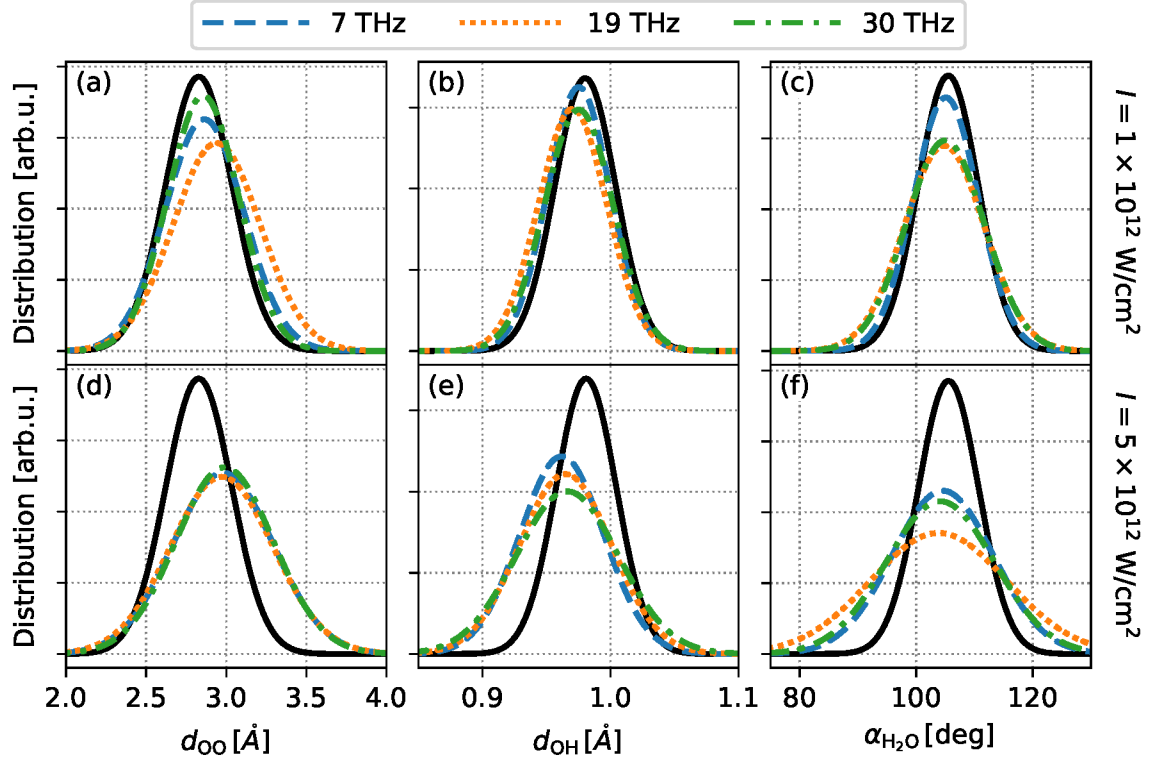 7 THz 19 THz 30 THz
(a) (b) (c)
Distribution [arb.u.]
I = 1 × 10¹² W/cm²
(d) (e) (f)
Distribution [arb.u.]
I = 5 × 10¹² W/cm²
2.0 2.5 3.0 3.5 4.0 0.9 1.0 1.1 80 100 120
d_OO [Å] d_OH [Å] α_H₂O [deg]